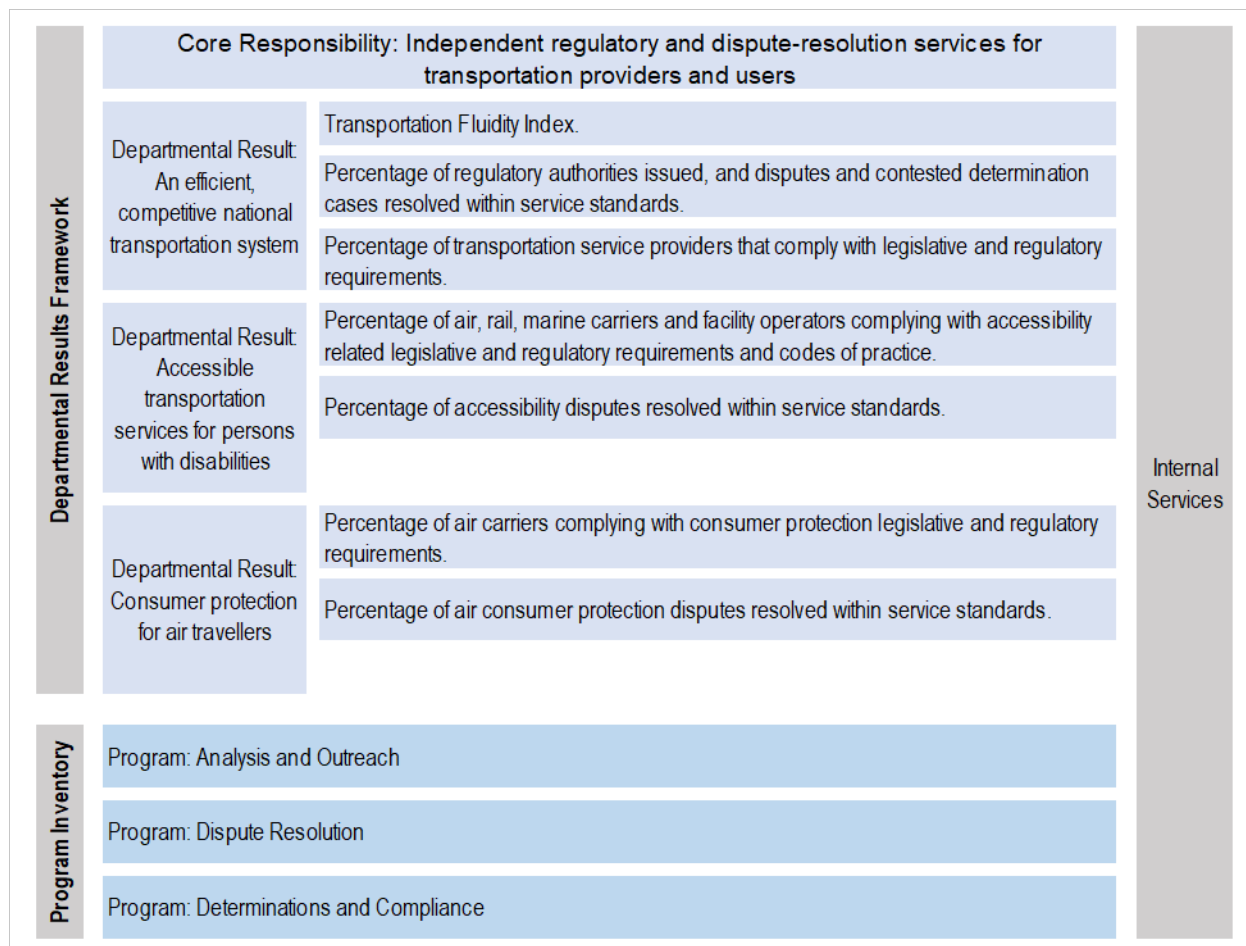 Departmental Results Framework
Core Responsibility: Independent regulatory and dispute-resolution services for
transportation providers and users
Departmental Result:
An efficient,
competitive national
transportation system
Transportation Fluidity Index.
Percentage of regulatory authorities issued, and disputes and contested determination
cases resolved within service standards.
Percentage of transportation service providers that comply with legislative and regulatory
requirements.
Departmental Result:
Accessible
transportation
services for persons
with disabilities
Percentage of air, rail, marine carriers and facility operators complying with accessibility
related legislative and regulatory requirements and codes of practice.
Percentage of accessibility disputes resolved within service standards.
Departmental Result:
Consumer protection
for air travellers
Percentage of air carriers complying with consumer protection legislative and regulatory
requirements.
Percentage of air consumer protection disputes resolved within service standards.
Internal
Services
Program Inventory
Program: Analysis and Outreach
Program: Dispute Resolution
Program: Determinations and Compliance